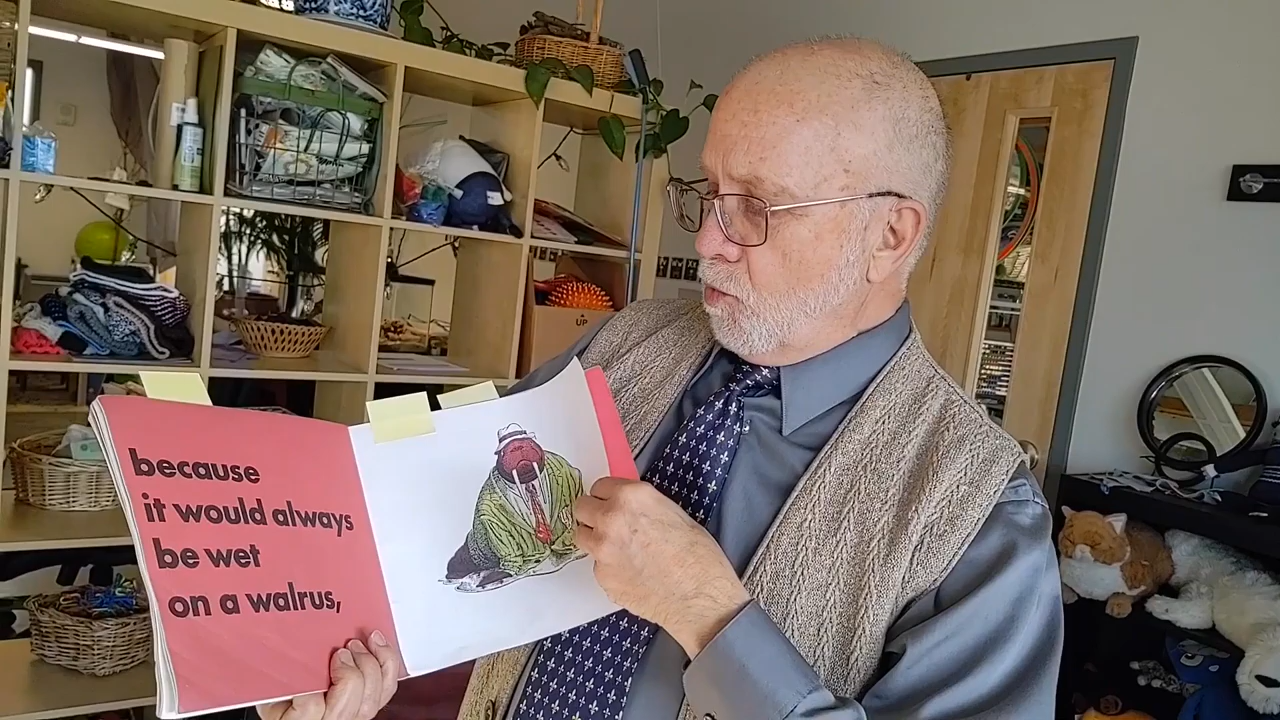 because
it would always
be wet
on a walrus,
UP